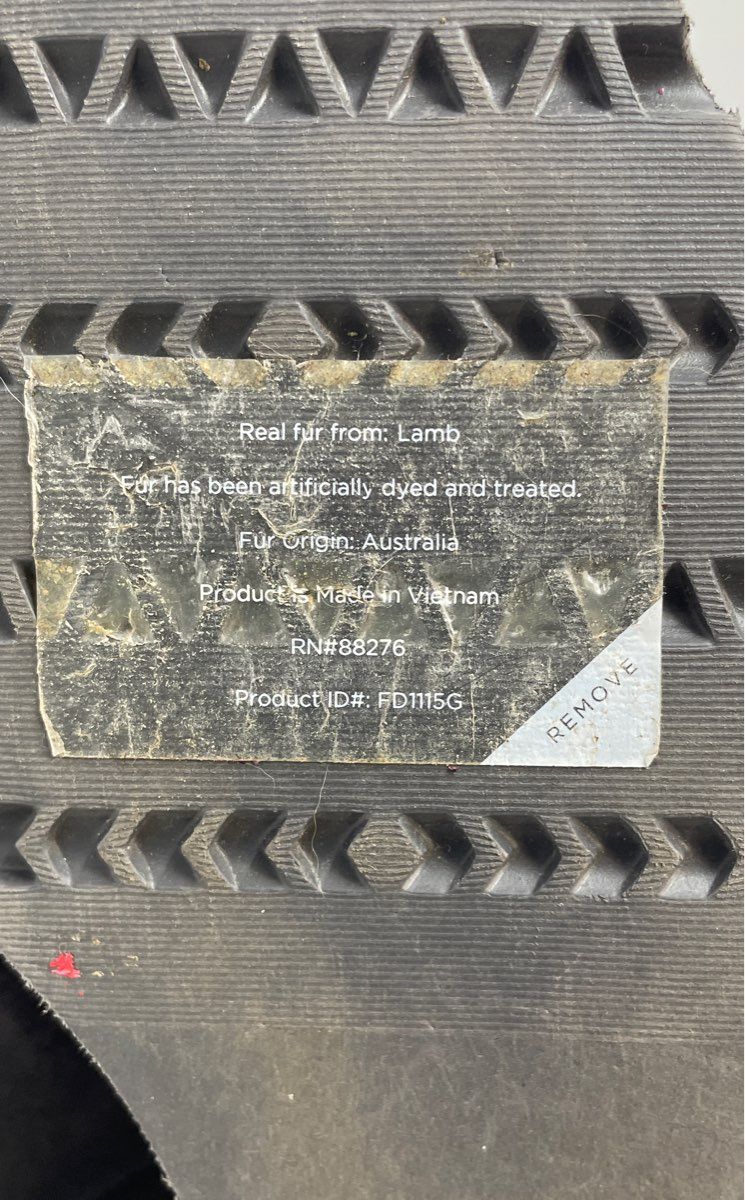 Real fur from: Lamb
Fur has been artificially dyed and treated.
Fur Origin: Australia
Product is Made in Vietnam
RN#88276
Product ID#: FD1115G
REMOVE